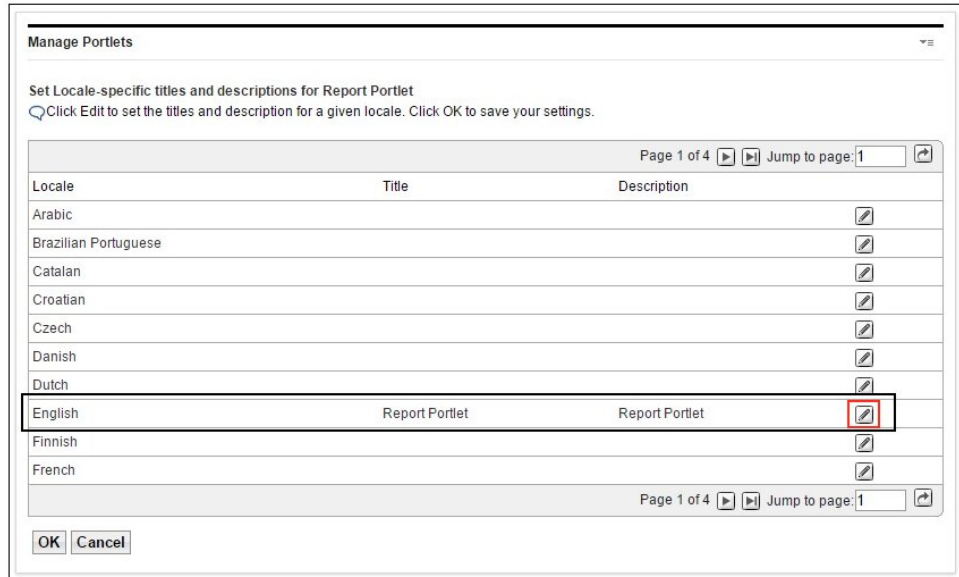 Manage Portlets
Set Locale-specific titles and descriptions for Report Portlet
Click Edit to set the titles and description for a given locale. Click OK to save your settings.
Page 1 of 4 Jump to page: 1
Locale Title Description
Arabic
Brazilian Portuguese
Catalan
Croatian
Czech
Danish
Dutch
English Report Portlet Report Portlet
Finnish
French
Page 1 of 4 Jump to page: 1
OK Cancel